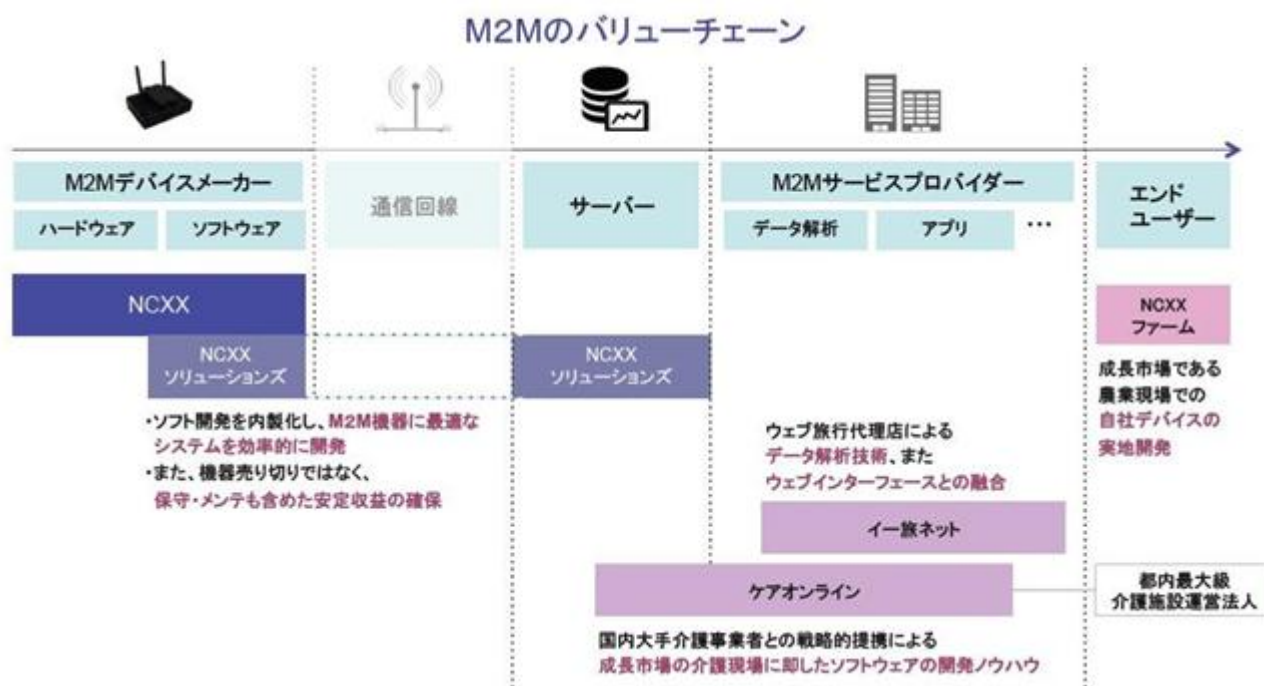 M2Mのバリューチェーン
M2Mデバイスメーカー
ハードウェア
ソフトウェア
通信回線
サーバー
M2Mサービスプロバイダー
データ解析
アプリ
…
エンド
ユーザー
NCXX
NCXX
ソリューションズ
NCXX
ソリューションズ
NCXX
ファーム
・ソフト開発を内製化し、M2M機器に最適な
システムを効率的に開発
・また、機器売り切りではなく、
保守・メンテも含めた安定収益の確保
成長市場である
農業現場での
自社デバイスの
実地開発
ウェブ旅行代理店による
データ解析技術、また
ウェブインターフェースとの融合
イー旅ネット
ケアオンライン
都内最大級
介護施設運営法人
国内大手介護事業者との戦略的提携による
成長市場の介護現場に即したソフトウェアの開発ノウハウ